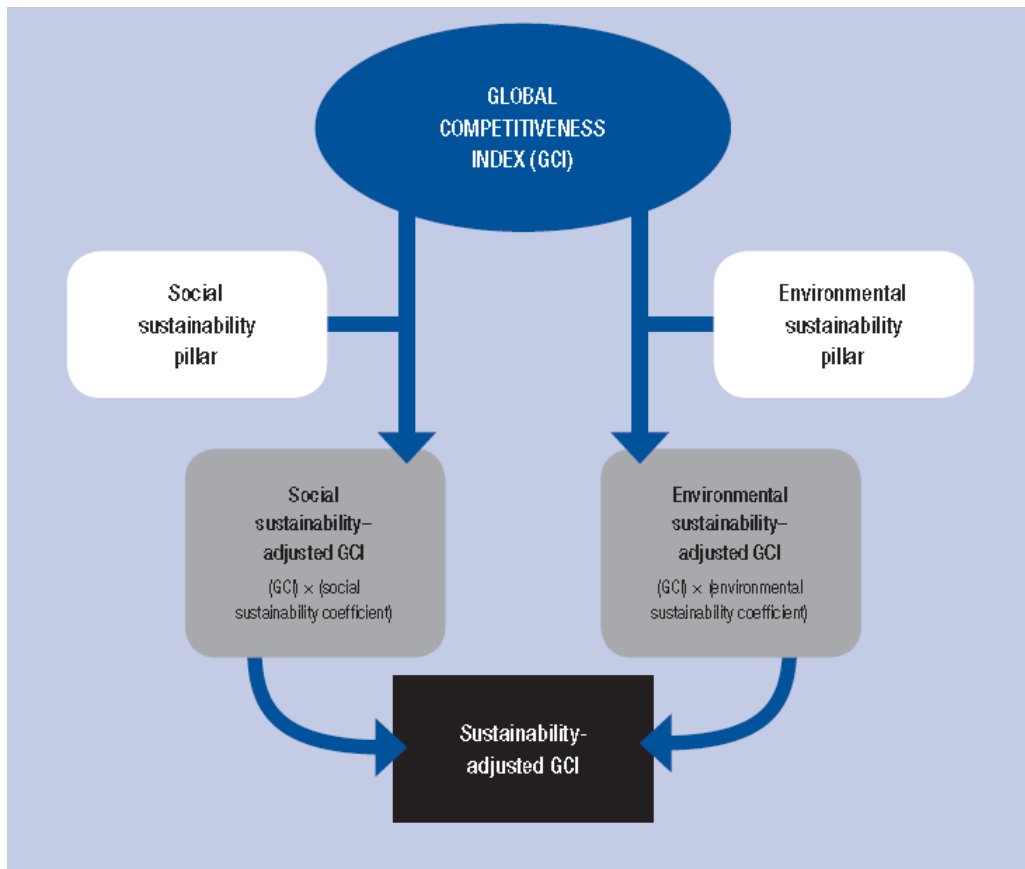 GLOBAL
COMPETITIVENESS
INDEX (GCI)
Social
sustainability
pillar
Environmental
sustainability
pillar
Social
sustainability–
adjusted GCI
(GCI) × (social
sustainability coefficient)
Environmental
sustainability–
adjusted GCI
(GCI) × (environmental
sustainability coefficient)
Sustainability-
adjusted GCI